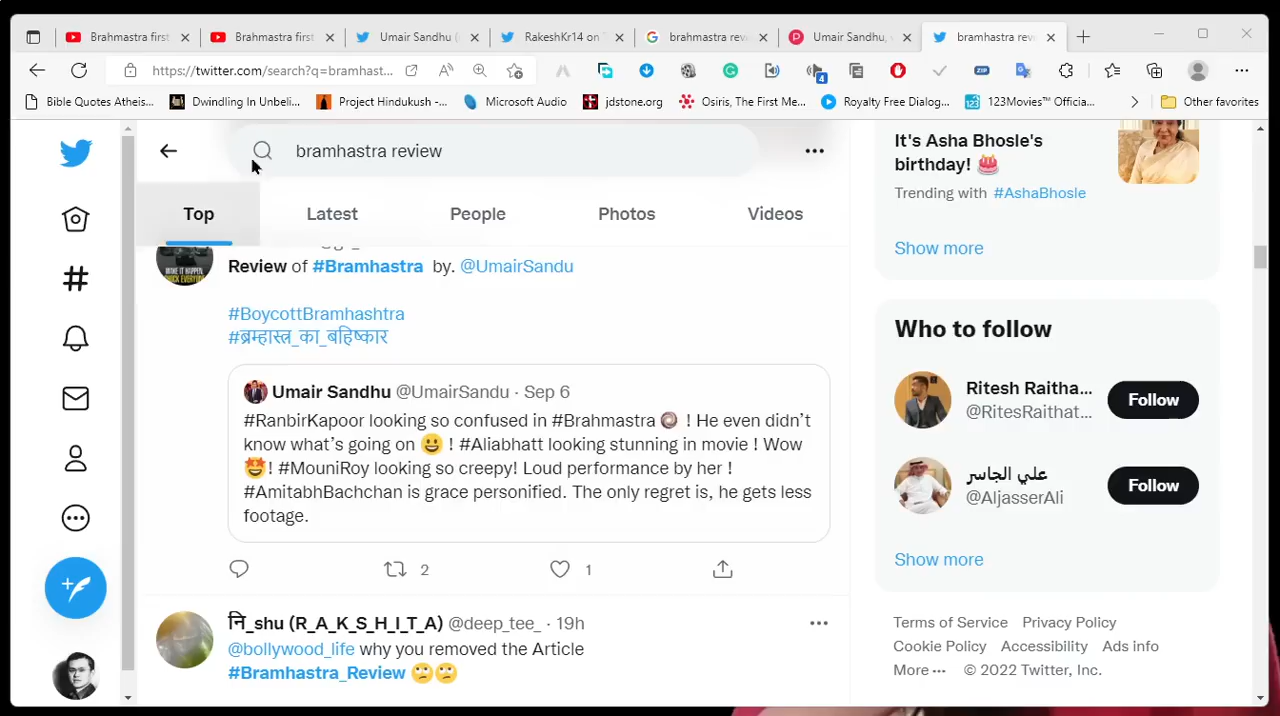 Brahmastra first
Brahmastra first
Umair Sandhu (
RakeshKr14 on "
brahmastra rev
Umair Sandhu,
bramhastra rev
https://twitter.com/search?q=bramhast...
4
ZIP
Bible Quotes Atheis...
Dwindling In Unbeli...
Project Hindukush -...
Microsoft Audio
jdstone.org
Osiris, The First Me...
Royalty Free Dialog...
123Movies™ Officia...
Other favorites
bramhastra review
Top
Latest
People
Photos
Videos
Review of #Bramhastra by. @UmairSandu
#BoycottBramhashtra
#ब्रम्हास्त्र_का_बहिष्कार
Umair Sandhu @UmairSandu · Sep 6
#RanbirKapoor looking so confused in #Brahmastra ! He even didn't
know what's going on 😀 ! #Aliabhatt looking stunning in movie ! Wow
🤩! #MouniRoy looking so creepy! Loud performance by her !
#AmitabhBachchan is grace personified. The only regret is, he gets less
footage.
2
1
नि_shu (R_A_K_S_H_I_T_A) @deep_tee_ · 19h
@bollywood_life why you removed the Article
#Bramhastra_Review 🙄🙄
It's Asha Bhosle's
birthday! 🎂
Trending with #AshaBhosle
Show more
Who to follow
Ritesh Raitha...
@RitesRaithat...
Follow
علي الجاسر
@AljasserAli
Follow
Show more
Terms of Service Privacy Policy
Cookie Policy Accessibility Ads info
More ··· © 2022 Twitter, Inc.